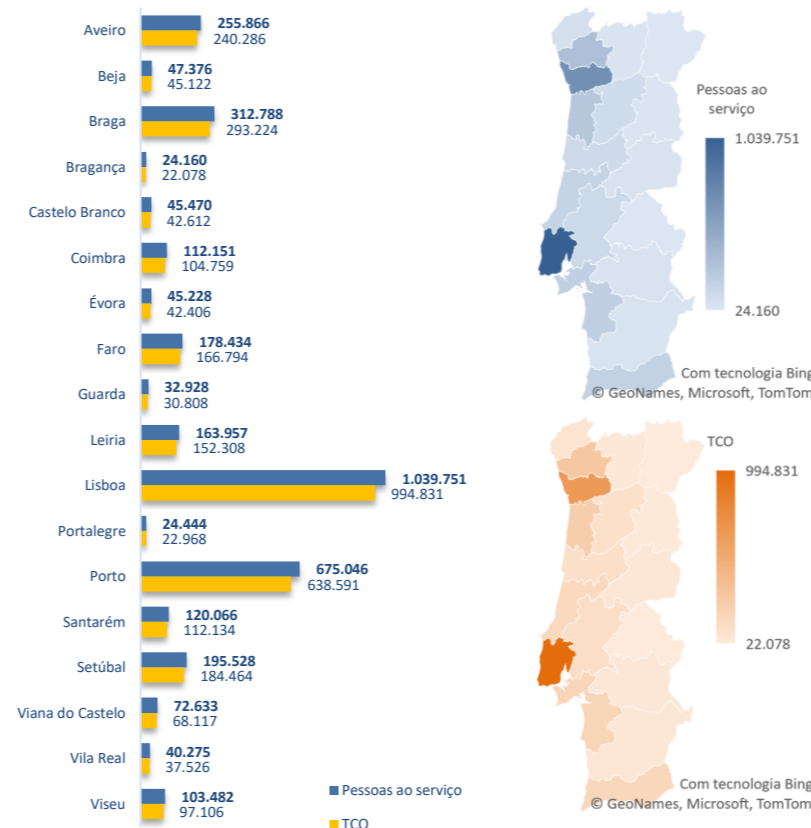 Aveiro
255.866
240.286
Beja
47.376
45.122
Braga
312.788
293.224
Bragança
24.160
22.078
Castelo Branco
45.470
42.612
Coimbra
112.151
104.759
Évora
45.228
42.406
Faro
178.434
166.794
Guarda
32.928
30.808
Leiria
163.957
152.308
Lisboa
1.039.751
994.831
Portalegre
24.444
22.968
Porto
675.046
638.591
Santarém
120.066
112.134
Setúbal
195.528
184.464
Viana do Castelo
72.633
68.117
Vila Real
40.275
37.526
Viseu
103.482
97.106
Pessoas ao serviço
TCO
Pessoas ao
serviço
1.039.751
24.160
Com tecnologia Bing
© GeoNames, Microsoft, TomTom
TCO
994.831
22.078
Com tecnologia Bing
© GeoNames, Microsoft, TomTom